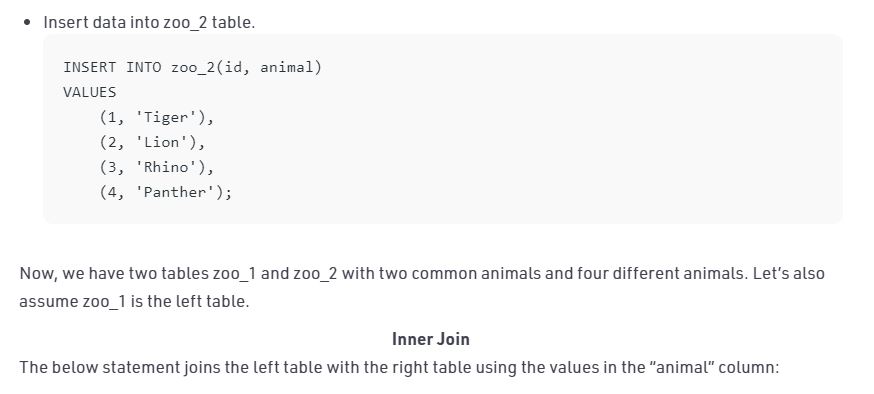 • Insert data into zoo_2 table.
INSERT INTO zoo_2(id, animal)
VALUES
    (1, 'Tiger'),
    (2, 'Lion'),
    (3, 'Rhino'),
    (4, 'Panther');
Now, we have two tables zoo_1 and zoo_2 with two common animals and four different animals. Let’s also
assume zoo_1 is the left table.
Inner Join
The below statement joins the left table with the right table using the values in the “animal” column: